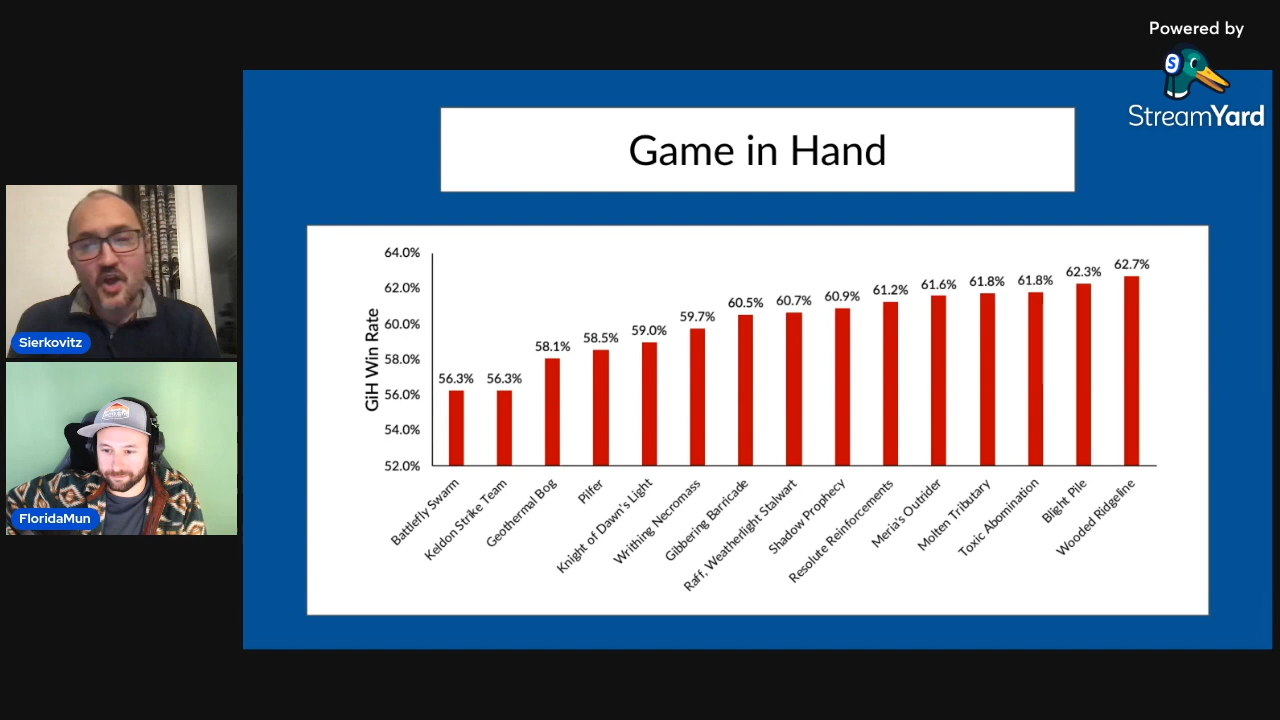 Powered by
S
StreamYard
Game in Hand
Sierkovitz
FloridaMun
GiH Win Rate
64.0%
62.0%
60.0%
58.0%
56.0%
54.0%
52.0%
56.3%
56.3%
58.1%
58.5%
59.0%
59.7%
60.5%
60.7%
60.9%
61.2%
61.6%
61.8%
61.8%
62.3%
62.7%
Battlefly Swarm
Keldon Strike Team
Geothermal Bog
Pilfer
Knight of Dawn's Light
Writhing Necromass
Gibbering Barricade
Raff, Weatherlight Stalwart
Shadow Prophecy
Resolute Reinforcements
Meria's Outrider
Molten Tributary
Toxic Abomination
Blight Pile
Wooded Ridgeline